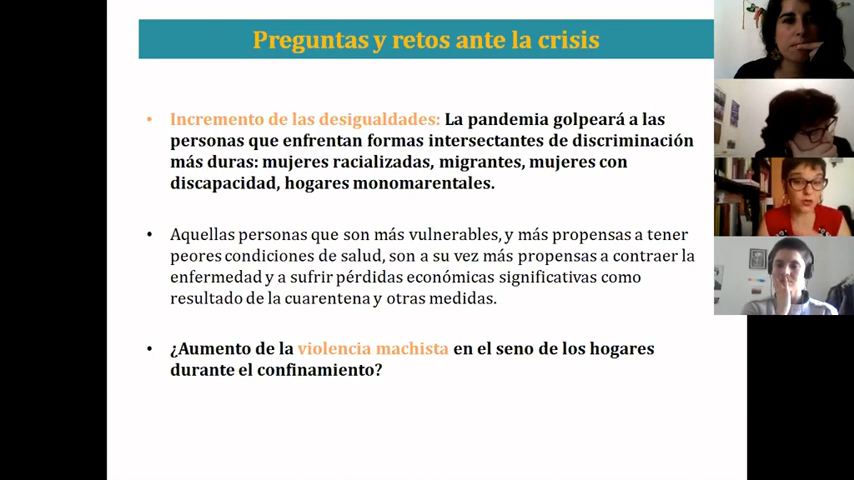 Preguntas y retos ante la crisis
• Incremento de las desigualdades: La pandemia golpeará a las
personas que enfrentan formas intersectantes de discriminación
más duras: mujeres racializadas, migrantes, mujeres con
discapacidad, hogares monomarentales.
• Aquellas personas que son más vulnerables, y más propensas a tener
peores condiciones de salud, son a su vez más propensas a contraer la
enfermedad y a sufrir pérdidas económicas significativas como
resultado de la cuarentena y otras medidas.
• ¿Aumento de la violencia machista en el seno de los hogares
durante el confinamiento?